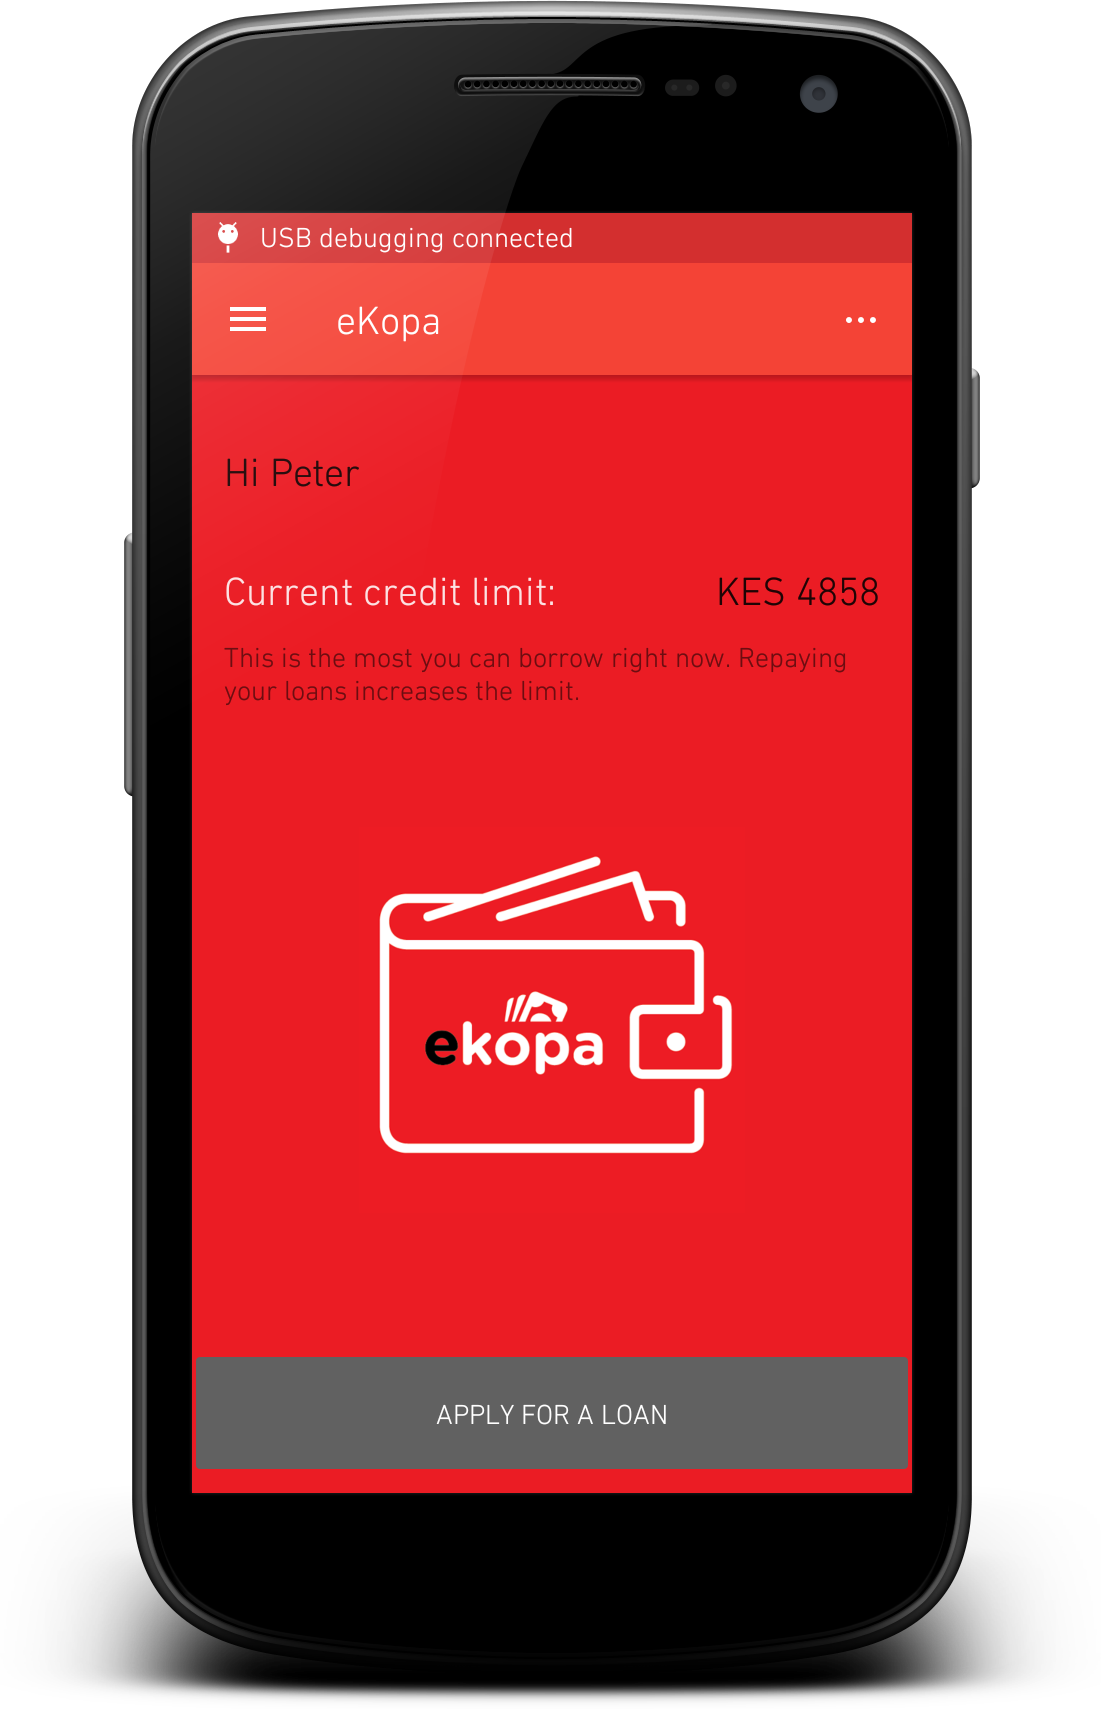 USB debugging connected
eKopa
Hi Peter
Current credit limit: KES 4858
This is the most you can borrow right now. Repaying
your loans increases the limit.
ekopa
APPLY FOR A LOAN